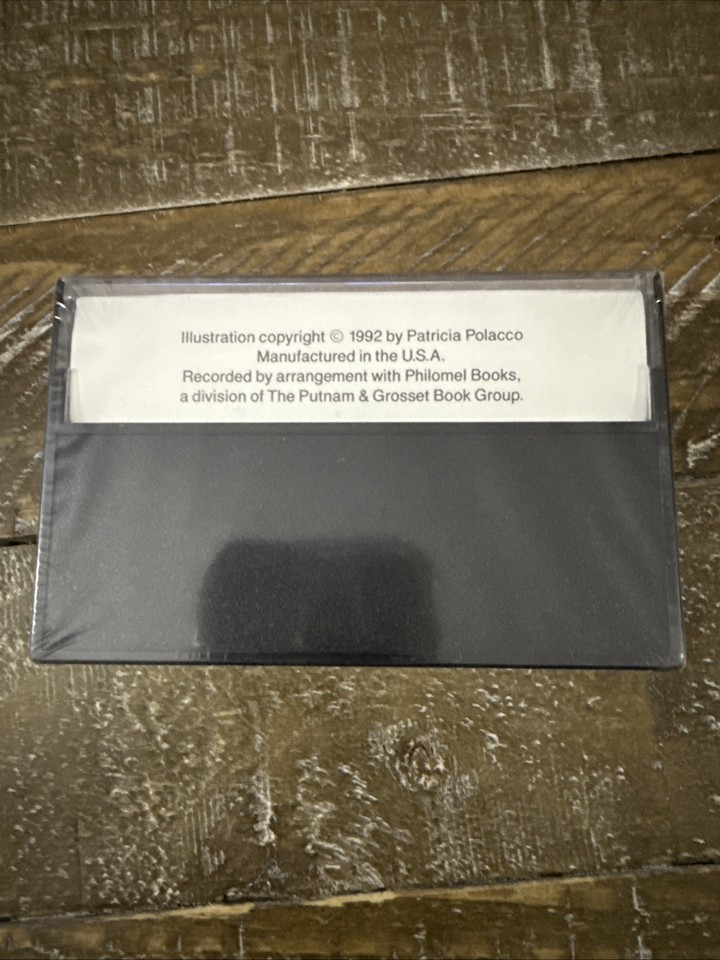 Illustration copyright © 1992 by Patricia Polacco
Manufactured in the U.S.A.
Recorded by arrangement with Philomel Books,
a division of The Putnam & Grosset Book Group.